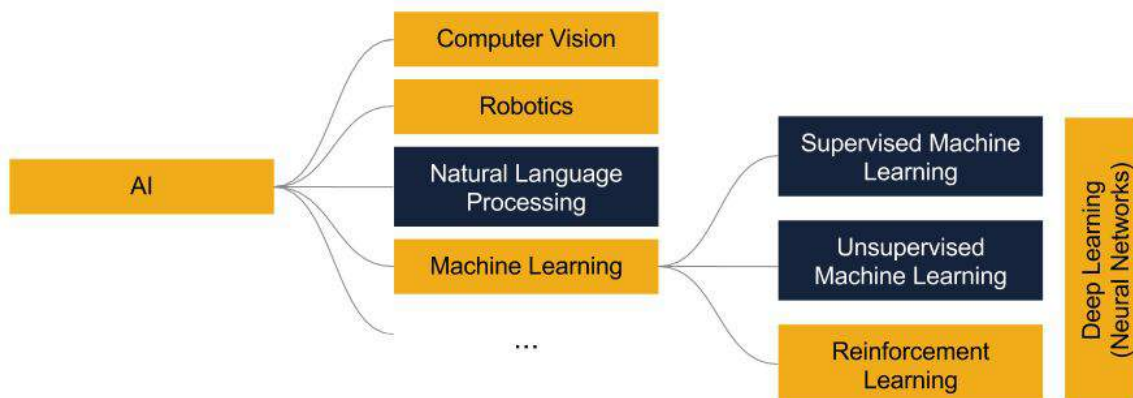 Computer Vision
Robotics
AI
Natural Language
Processing
Machine Learning
...
Supervised Machine
Learning
Unsupervised
Machine Learning
Reinforcement
Learning
Deep Learning
(Neural Networks)